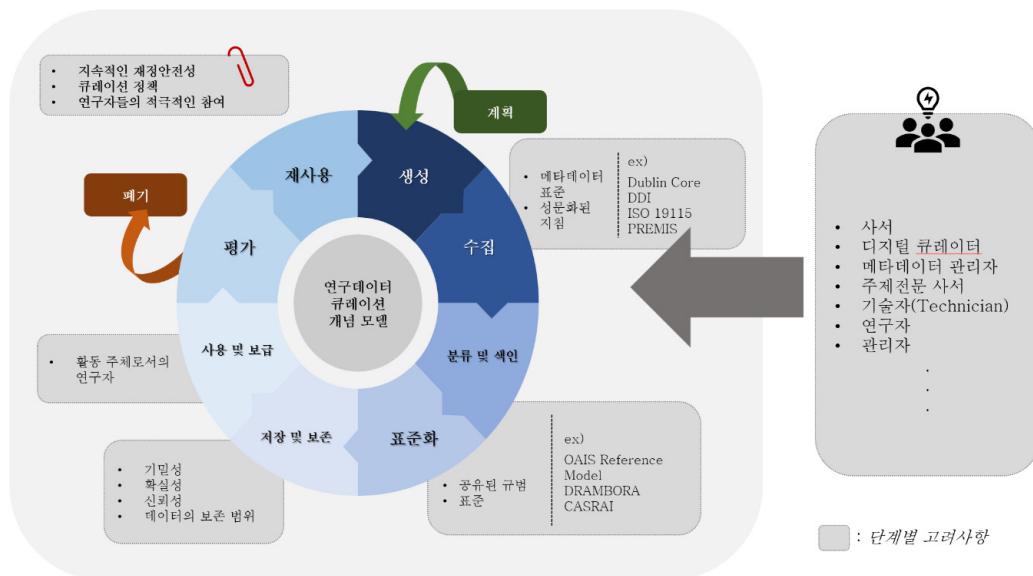 • 지속적인 재정안전성
• 큐레이션 정책
• 연구자들의 적극적인 참여
계획
재사용
생성
• 메타데이터
표준
• 성문화된
지침
ex)
Dublin Core
DDI
ISO 19115
PREMIS
폐기
평가
수집
연구데이터
큐레이션
개념 모델
• 사서
• 디지털 큐레이터
• 메타데이터 관리자
• 주제전문 사서
• 기술자(Technician)
• 연구자
• 관리자
.
.
.
• 활동 주체로서의
연구자
사용 및 보급
분류 및 색인
저장 및 보존
표준화
• 기밀성
• 확실성
• 신뢰성
• 데이터의 보존 범위
• 공유된 규범
• 표준
ex)
OAIS Reference
Model
DRAMBORA
CASRAI
: 단계별 고려사항